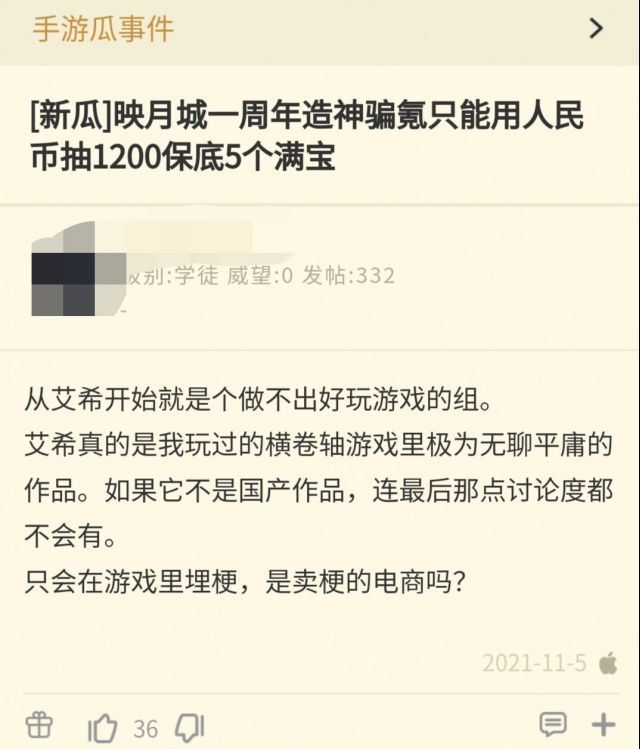 手游瓜事件
[新瓜]映月城一周年造神骗氪只能用人民
币抽1200保底5个满宝
级别:学徒 威望:0 发帖:332
从艾希开始就是个做不出好玩游戏的组。
艾希真的是我玩过的横卷轴游戏里极为无聊平庸的
作品。如果它不是国产作品，连最后那点讨论度都
不会有。
只会在游戏里埋梗，是卖梗的电商吗？
2021-11-5
36